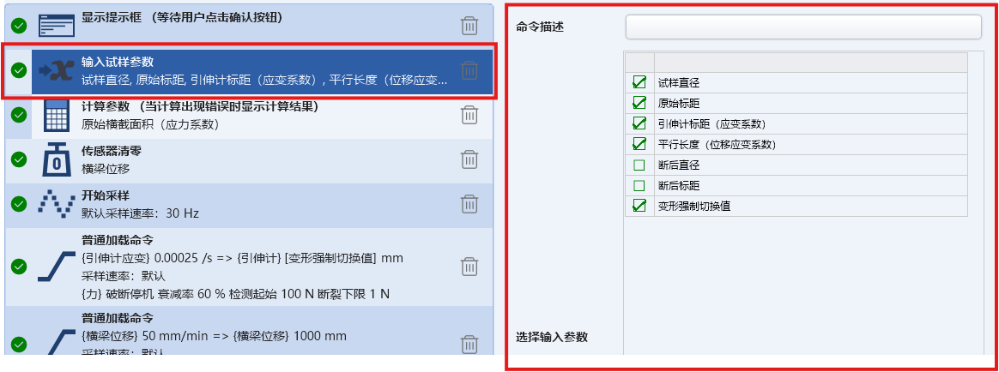 显示提示框 （等待用户点击确认按钮）
输入试样参数
试样直径, 原始标距, 引伸计标距（应变系数）, 平行长度（位移应变...
计算参数 （当计算出现错误时显示计算结果）
原始横截面积（应力系数）
传感器清零
横梁位移
0
开始采样
默认采样速率：30 Hz
普通加载命令
{引伸计应变} 0.00025 /s => {引伸计} [变形强制切换值] mm
采样速率：默认
{力} 破断停机 衰减率 60 % 检测起始 100 N 断裂下限 1 N
普通加载命令
{横梁位移} 50 mm/min => {横梁位移} 1000 mm
采样速率：默认
命令描述
试样直径
原始标距
引伸计标距（应变系数）
平行长度（位移应变系数）
断后直径
断后标距
变形强制切换值
选择输入参数